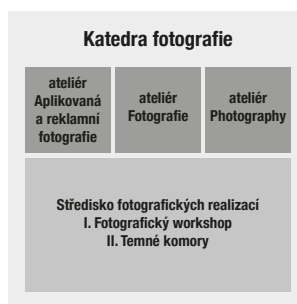 Katedra fotografie
ateliér
Aplikovaná
a reklamní
fotografie
ateliér
Fotografie
ateliér
Photography
Středisko fotografických realizací
I. Fotografický workshop
II. Temné komory